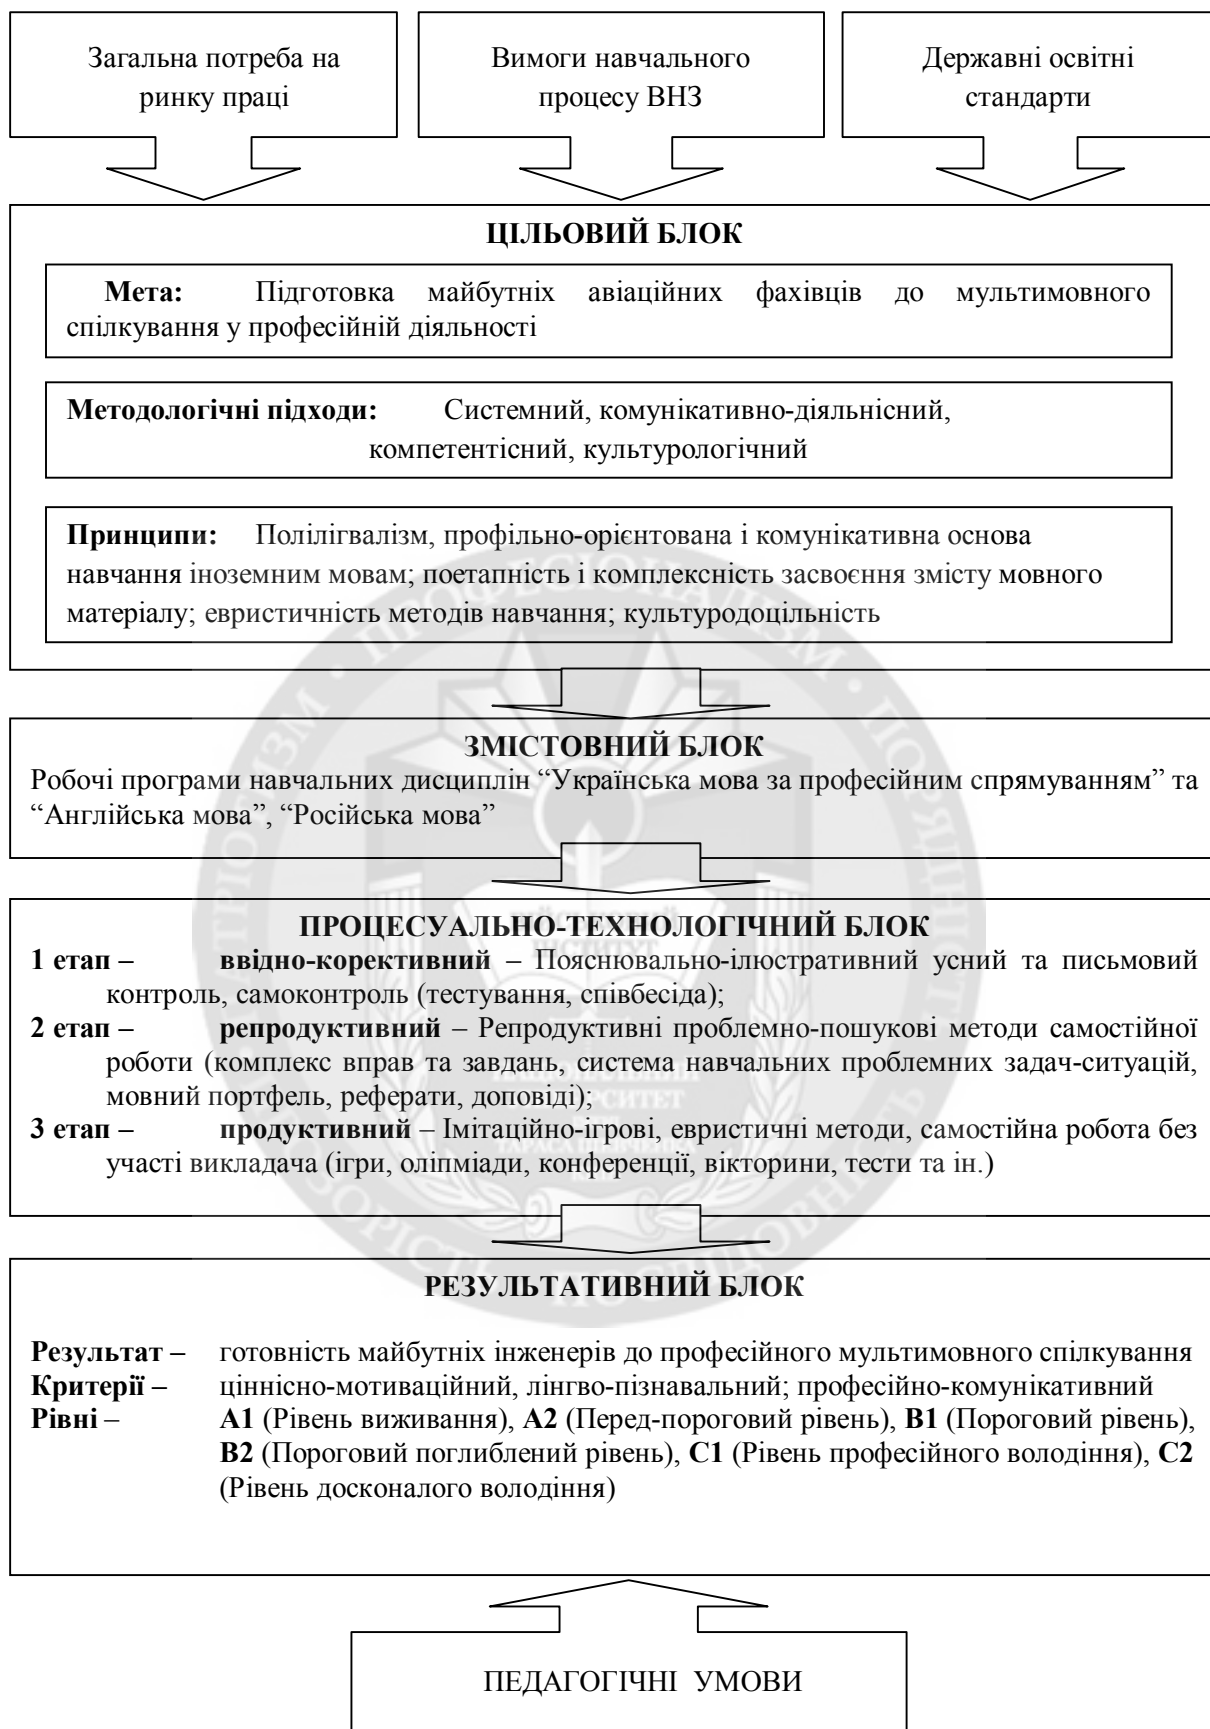 Загальна потреба на
ринку праці
Вимоги навчального
процесу ВНЗ
Державні освітні
стандарти
ЦІЛЬОВИЙ БЛОК
Мета: Підготовка майбутніх авіаційних фахівців до мультимовного
спілкування у професійній діяльності
Методологічні підходи: Системний, комунікативно-діяльнісний,
компетентісний, культурологічний
Принципи: Полілігвалізм, профільно-орієнтована і комунікативна основа
навчання іноземним мовам; поетапність і комплексність засвоєння змісту мовного
матеріалу; евристичність методів навчання; культуродоцільність
ЗМІСТОВНИЙ БЛОК
Робочі програми навчальних дисциплін “Українська мова за професійним спрямуванням” та
“Англійська мова”, “Російська мова”
ПРОЦЕСУАЛЬНО-ТЕХНОЛОГІЧНИЙ БЛОК
1 етап – ввідно-корективний – Пояснювально-ілюстративний усний та письмовий
контроль, самоконтроль (тестування, співбесіда);
2 етап – репродуктивний – Репродуктивні проблемно-пошукові методи самостійної
роботи (комплекс вправ та завдань, система навчальних проблемних задач-ситуацій,
мовний портфель, реферати, доповіді);
3 етап – продуктивний – Імітаційно-ігрові, евристичні методи, самостійна робота без
участі викладача (ігри, оліпміади, конференції, вікторини, тести та ін.)
РЕЗУЛЬТАТИВНИЙ БЛОК
Результат – готовність майбутніх інженерів до професійного мультимовного спілкування
Критерії – ціннісно-мотиваційний, лінгво-пізнавальний; професійно-комунікативний
Рівні – А1 (Рівень виживання), А2 (Перед-пороговий рівень), В1 (Пороговий рівень),
В2 (Пороговий поглиблений рівень), С1 (Рівень професійного володіння), С2
(Рівень досконалого володіння)
ПЕДАГОГІЧНІ УМОВИ